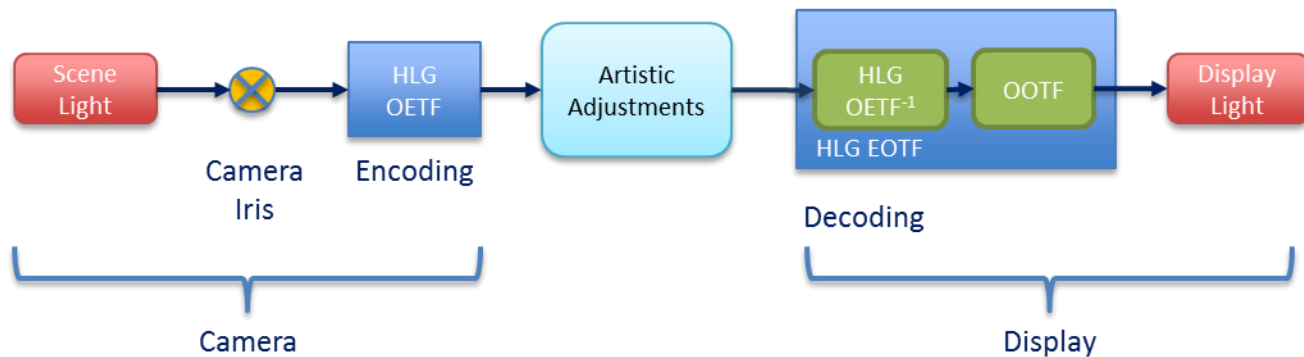 Scene
Light
HLG
OETF
Artistic
Adjustments
HLG
OETF⁻¹
OOTF
HLG EOTF
Display
Light
Camera
Iris
Encoding
Decoding
Camera
Display